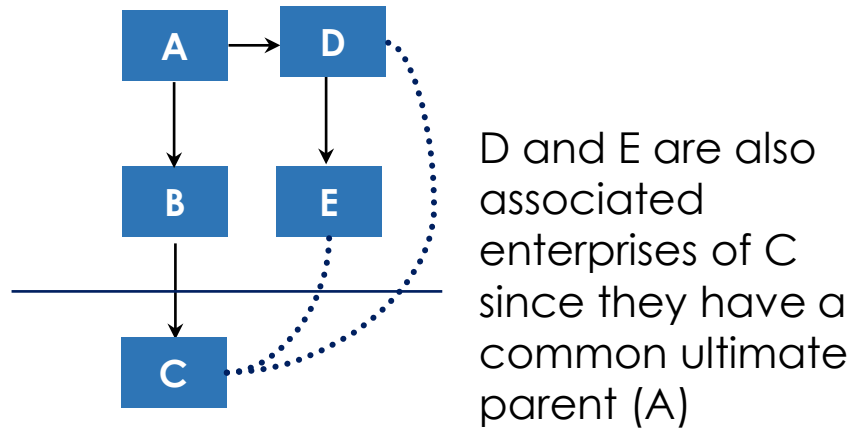 A
D
B
E
C
D and E are also
associated
enterprises of C
since they have a
common ultimate
parent (A)